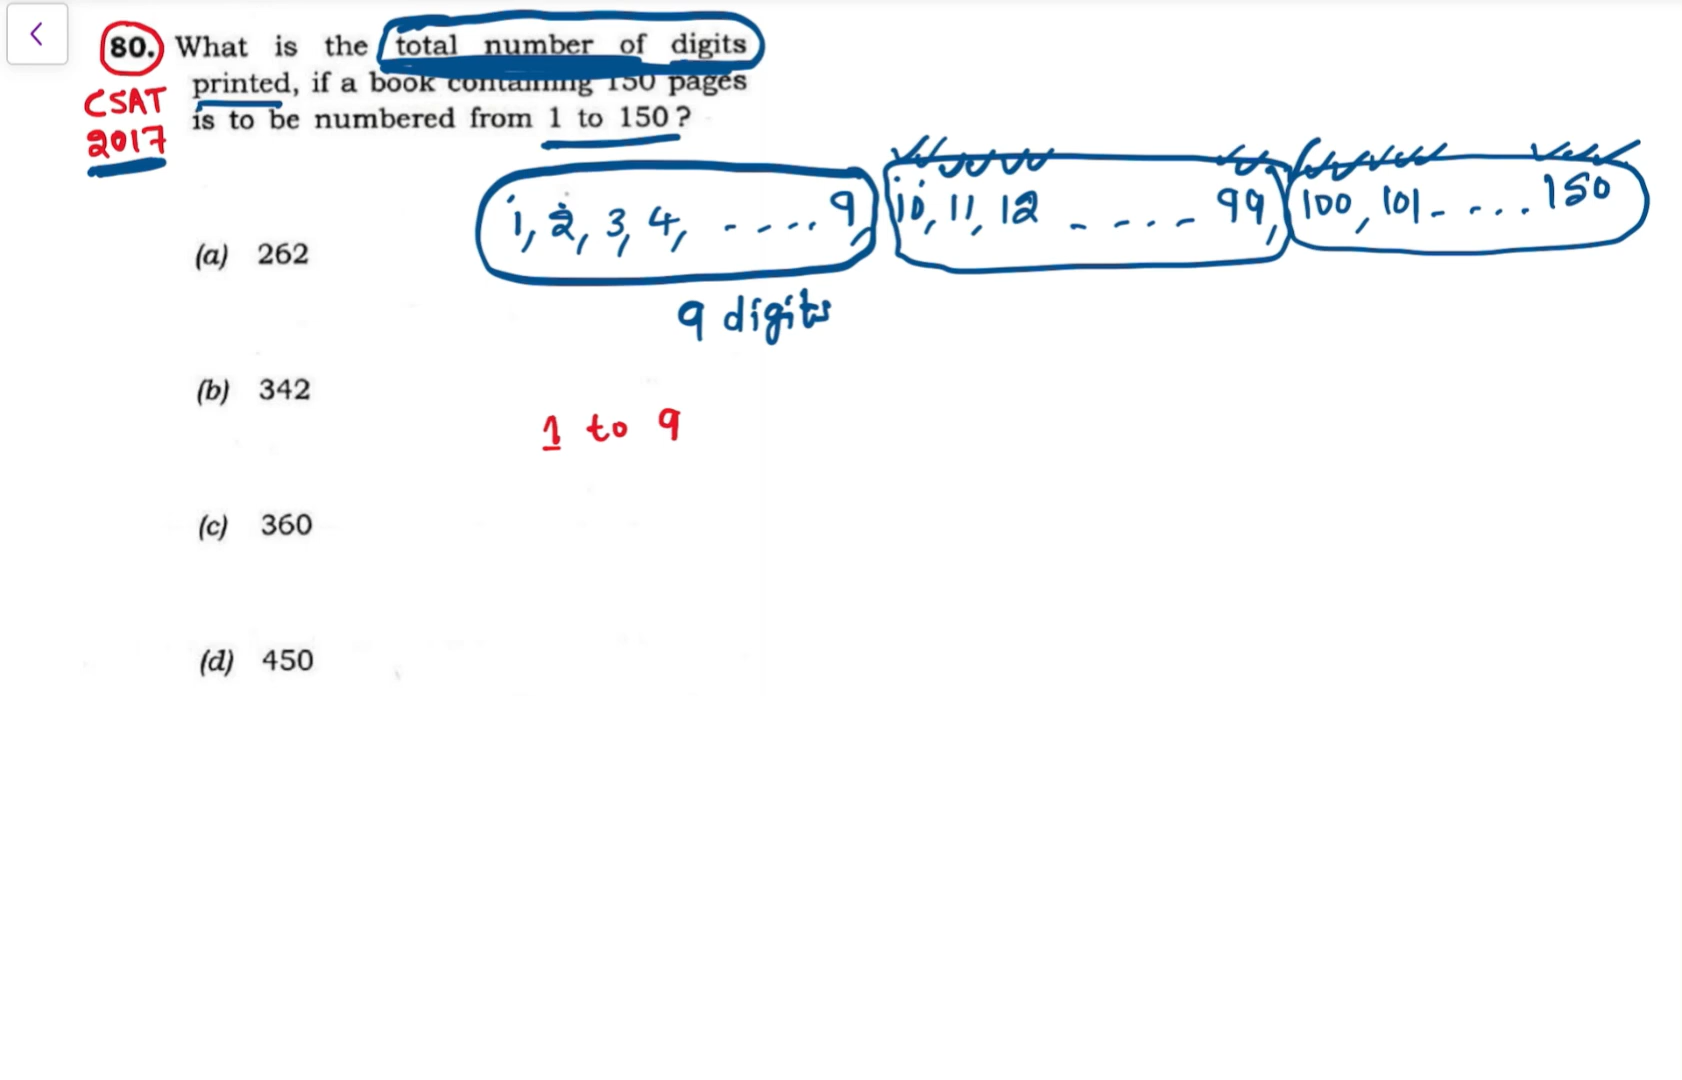 80. What is the total number of digits
printed, if a book containing 150 pages
is to be numbered from 1 to 150?
CSAT
2017
1, 2, 3, 4, - - - . . 9, 10, 11, 12 - - . . - 99, 100, 101 - - . . . 150
9 digits
(a) 262
(b) 342
1 to 9
(c) 360
(d) 450